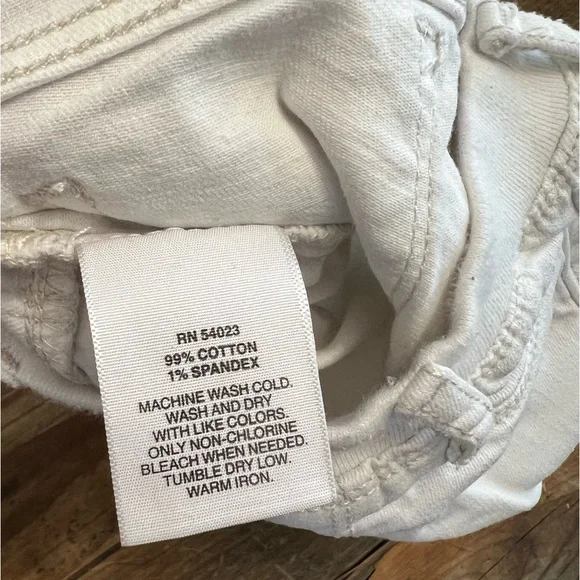 RN 54023
99% COTTON
1% SPANDEX
MACHINE WASH COLD.
WASH AND DRY
WITH LIKE COLORS.
ONLY NON-CHLORINE
BLEACH WHEN NEEDED.
TUMBLE DRY LOW.
WARM IRON.